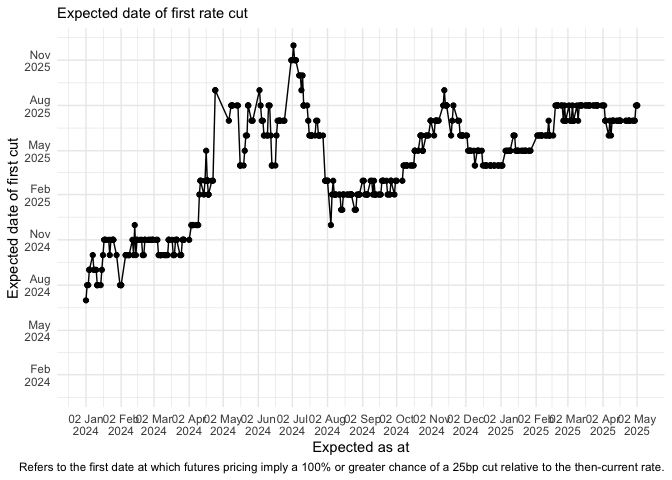 Expected date of first rate cut
Expected date of first cut
Nov
2025
Aug
2025
May
2025
Feb
2025
Nov
2024
Aug
2024
May
2024
Feb
2024
02 Jan 02 Feb 02 Mar 02 Apr 02 May 02 Jun 02 Jul 02 Aug 02 Sep 02 Oct 02 Nov 02 Dec 02 Jan 02 Feb 02 Mar 02 Apr 02 May
2024 2024 2024 2024 2024 2024 2024 2024 2024 2024 2024 2024 2025 2025 2025 2025 2025
Expected as at
Refers to the first date at which futures pricing imply a 100% or greater chance of a 25bp cut relative to the then-current rate.